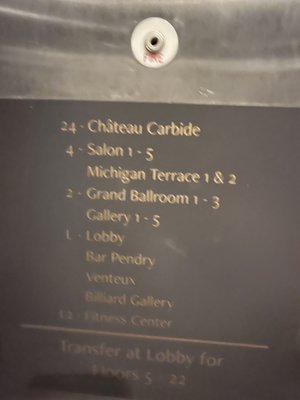 FIRE
24 - Château Carbide
4 - Salon 1 - 5
Michigan Terrace 1 & 2
2 - Grand Ballroom 1 - 3
Gallery 1 - 5
L - Lobby
Bar Pendry
Venteux
Billiard Gallery
L2 - Fitness Center
Transfer at Lobby for
Floors 5 - 22